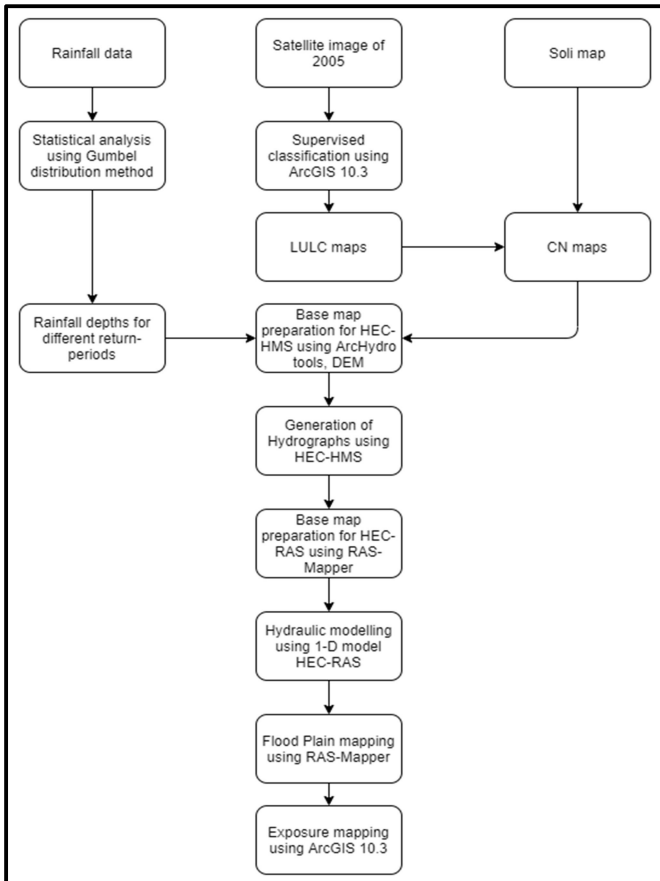 Rainfall data
Satellite image of
2005
Soli map
Statistical analysis
using Gumbel
distribution method
Supervised
classification using
ArcGIS 10.3
LULC maps
CN maps
Rainfall depths for
different return-
periods
Base map
preparation for HEC-
HMS using ArcHydro
tools, DEM
Generation of
Hydrographs using
HEC-HMS
Base map
preparation for HEC-
RAS using RAS-
Mapper
Hydraulic modelling
using 1-D model
HEC-RAS
Flood Plain mapping
using RAS-Mapper
Exposure mapping
using ArcGIS 10.3